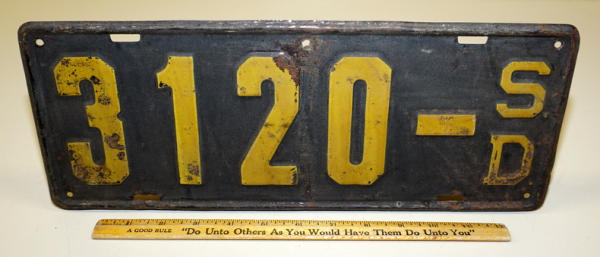 3120-SD
A GOOD RULE "Do Unto Others As You Would Have Them Do Unto You"